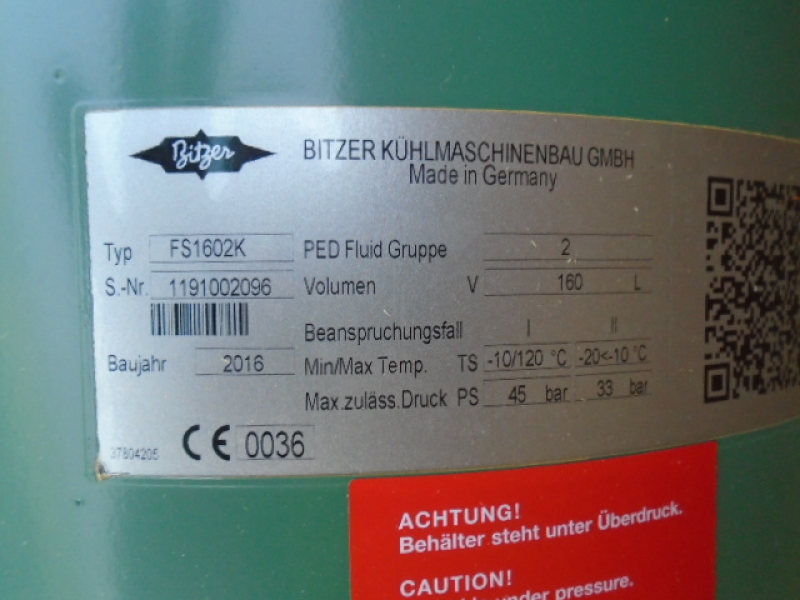 Bitzer
BITZER KÜHLMASCHINENBAU GMBH
Made in Germany
Typ FS1602K PED Fluid Gruppe 2
S.-Nr. 1191002096 Volumen V 160 L
Beanspruchungsfall I II
Baujahr 2016 Min/Max Temp. TS -10/120 °C -20<-10 °C
Max.zuläss.Druck PS 45 bar 33 bar
37804205 CE 0036
ACHTUNG!
Behälter steht unter Überdruck.
CAUTION!
under pressure.